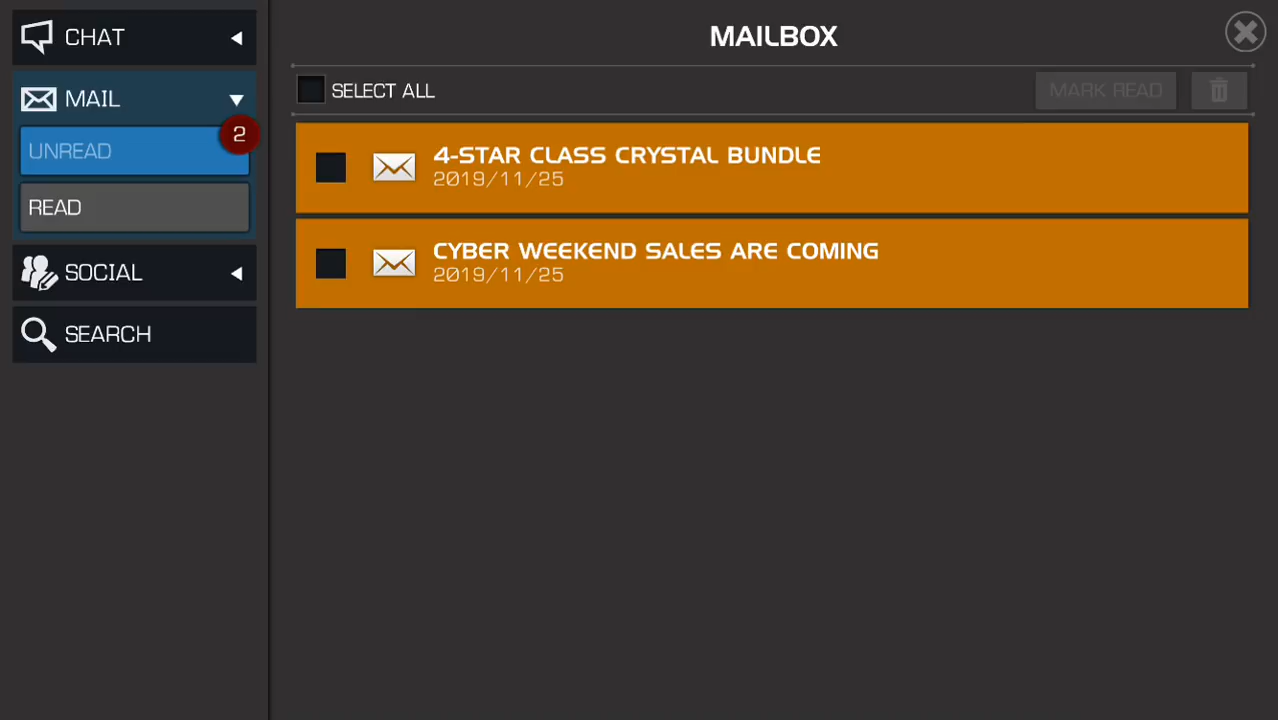 CHAT
MAIL
2
UNREAD
READ
SOCIAL
SEARCH
MAILBOX
SELECT ALL
MARK READ
4-STAR CLASS CRYSTAL BUNDLE
2019/11/25
CYBER WEEKEND SALES ARE COMING
2019/11/25